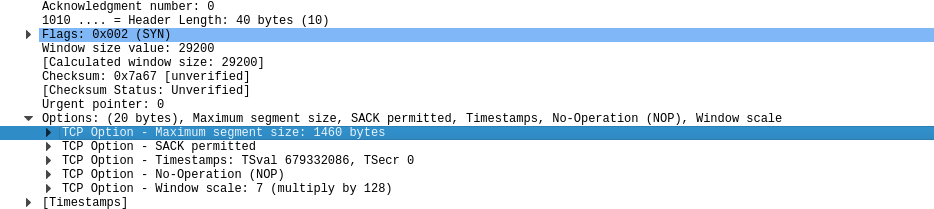 Acknowledgment number: 0
1010 .... = Header Length: 40 bytes (10)
Flags: 0x002 (SYN)
Window size value: 29200
[Calculated window size: 29200]
Checksum: 0x7a67 [unverified]
[Checksum Status: Unverified]
Urgent pointer: 0
Options: (20 bytes), Maximum segment size, SACK permitted, Timestamps, No-Operation (NOP), Window scale
TCP Option - Maximum segment size: 1460 bytes
TCP Option - SACK permitted
TCP Option - Timestamps: TSval 679332086, TSecr 0
TCP Option - No-Operation (NOP)
TCP Option - Window scale: 7 (multiply by 128)
[Timestamps]